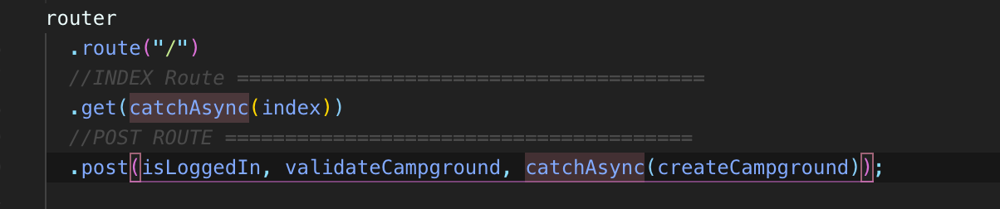 router
.route("/")
//INDEX Route =======================================
.get(catchAsync(index))
//POST ROUTE =======================================
.post(isLoggedIn, validateCampground, catchAsync(createCampground));